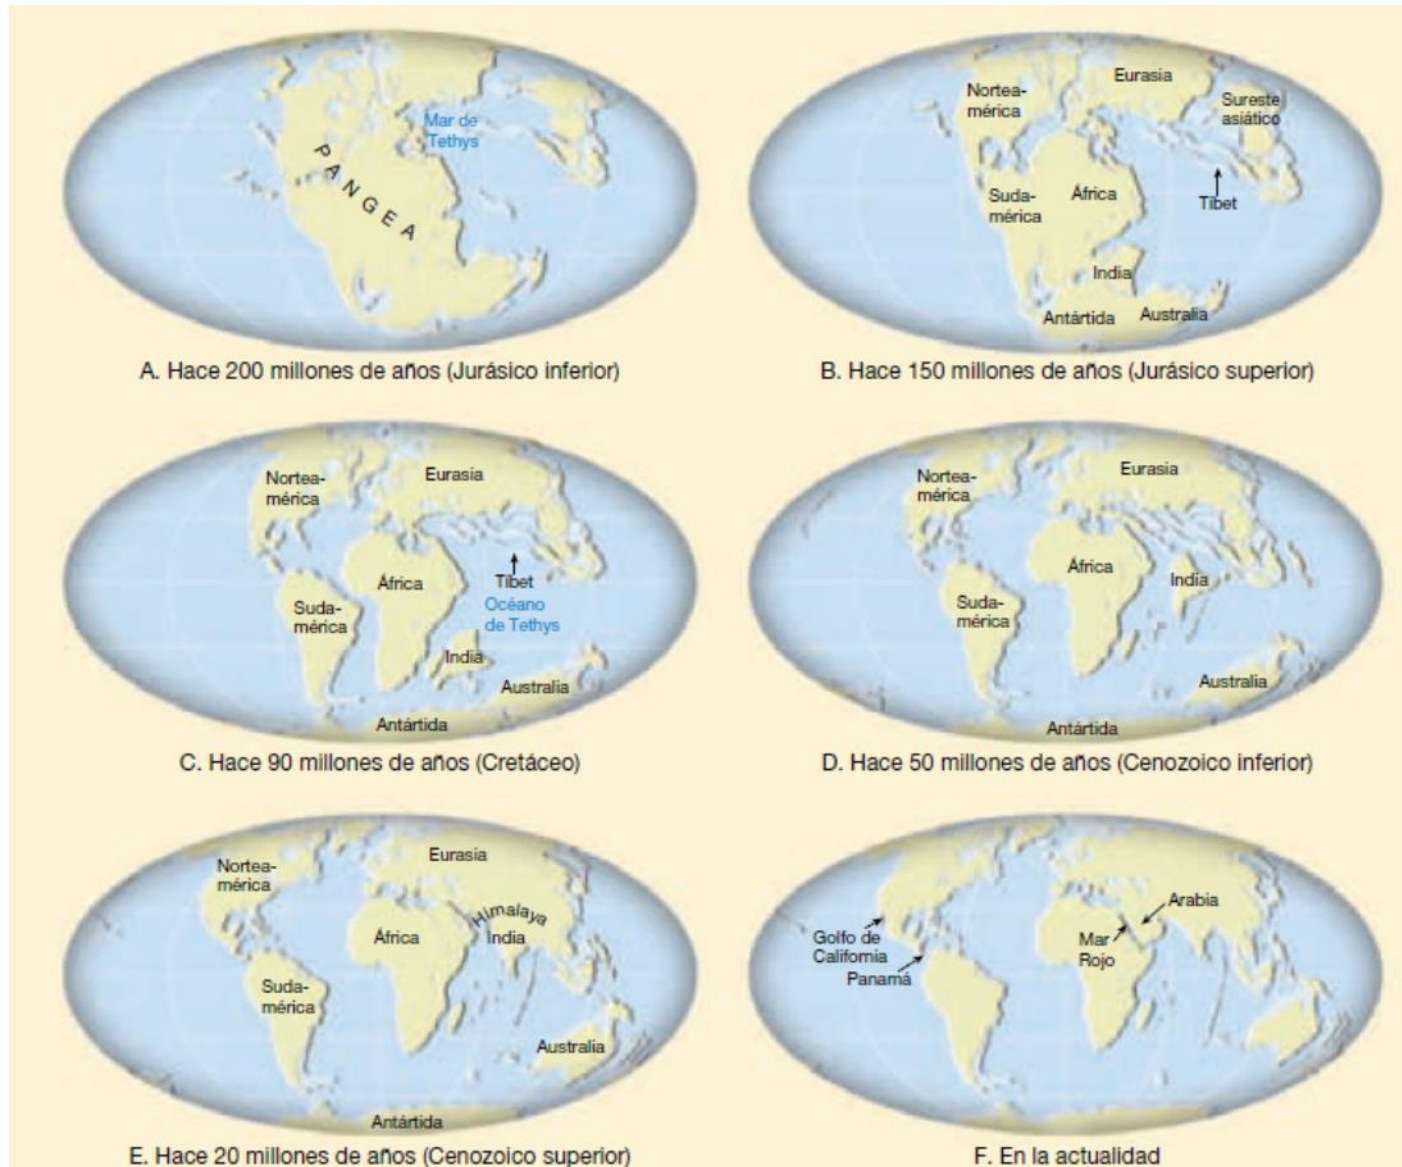 Mar de
Tethys
PANGEA
A. Hace 200 millones de años (Jurásico inferior)
Nortea-
mérica
Eurasia
Sureste
asiático
Suda-
mérica
África
Tíbet
India
Antártida
Australia
B. Hace 150 millones de años (Jurásico superior)
Nortea-
mérica
Eurasia
África
Tíbet
Océano
de Tethys
Suda-
mérica
India
Australia
Antártida
C. Hace 90 millones de años (Cretáceo)
Nortea-
mérica
Eurasia
África
India
Suda-
mérica
Australia
Antártida
D. Hace 50 millones de años (Cenozoico inferior)
Nortea-
mérica
Eurasia
Himalaya
África
India
Suda-
mérica
Australia
Antártida
E. Hace 20 millones de años (Cenozoico superior)
Arabia
Golfo de
California
Mar
Rojo
Panamá
F. En la actualidad